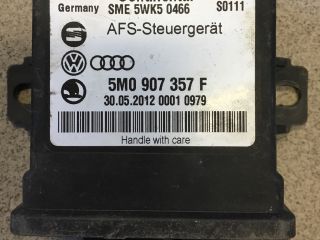 Germany SME 5WK5 0466 S0111
AFS-Steuergerät
5M0 907 357 F
30.05.2012 0001 0979
Handle with care